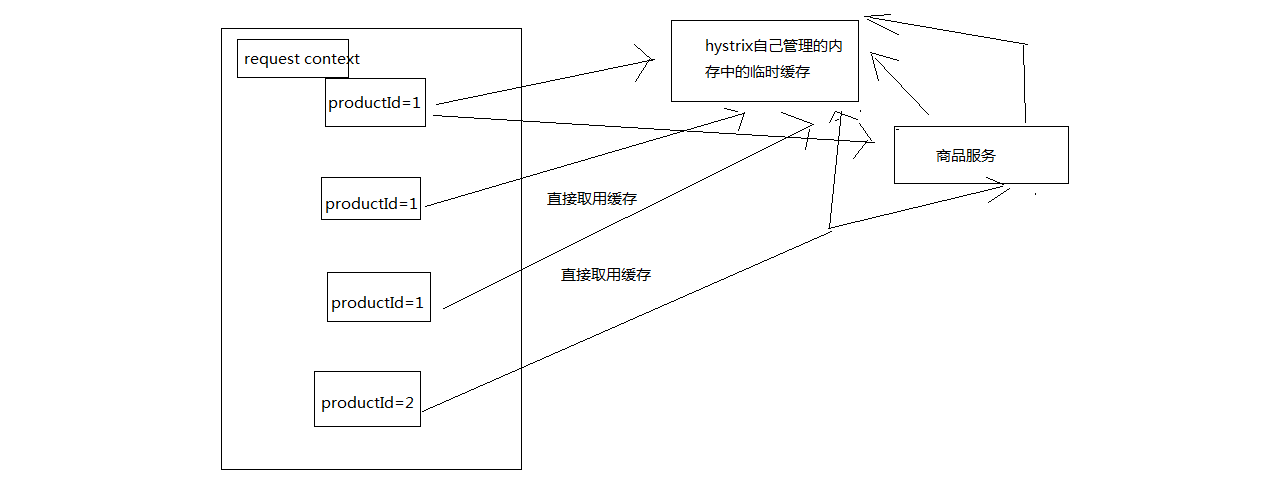 request context
productId=1
productId=1
productId=1
productId=2
hystrix自己管理的内
存中的临时缓存
商品服务
直接取用缓存
直接取用缓存